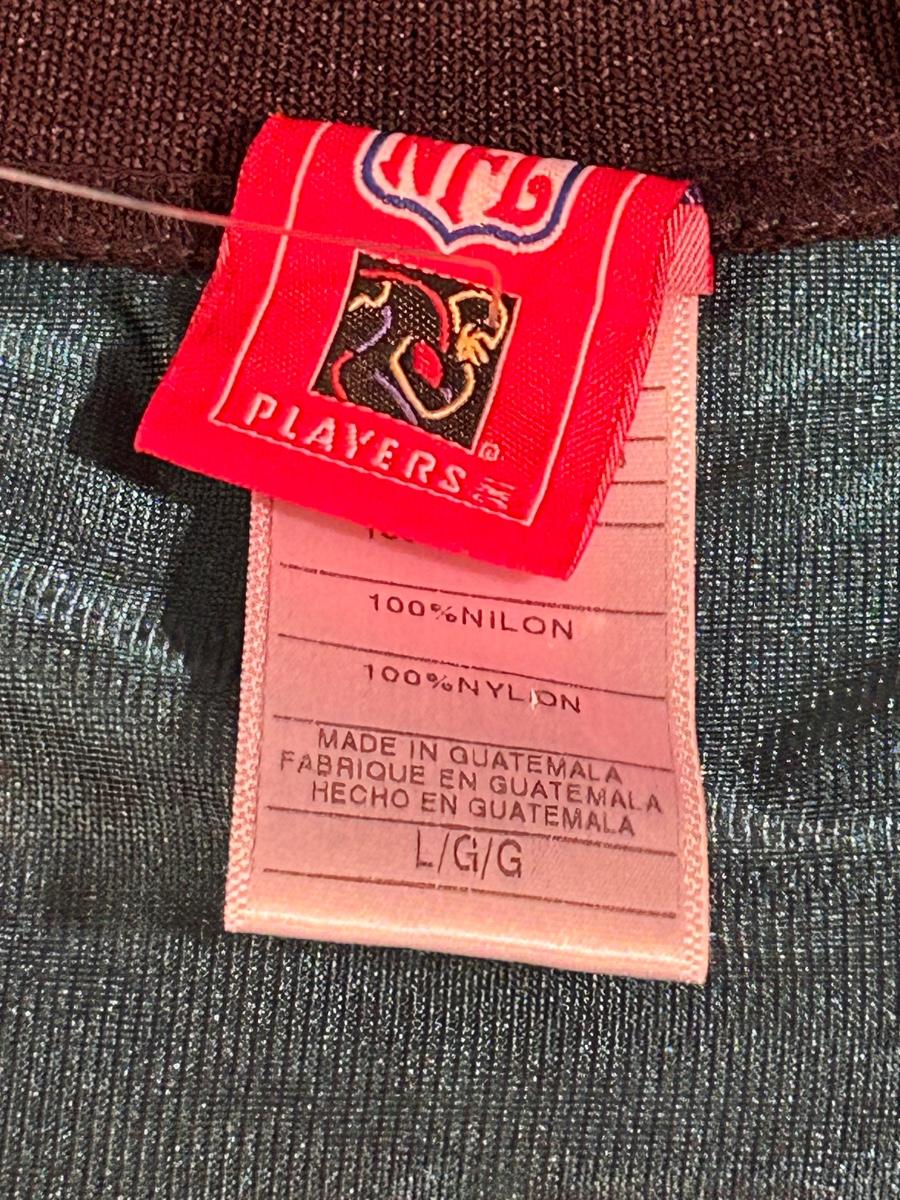 NFL
PLAYERS
100%NILON
100%NYLON
MADE IN GUATEMALA
FABRIQUE EN GUATEMALA
HECHO EN GUATEMALA
L/G/G